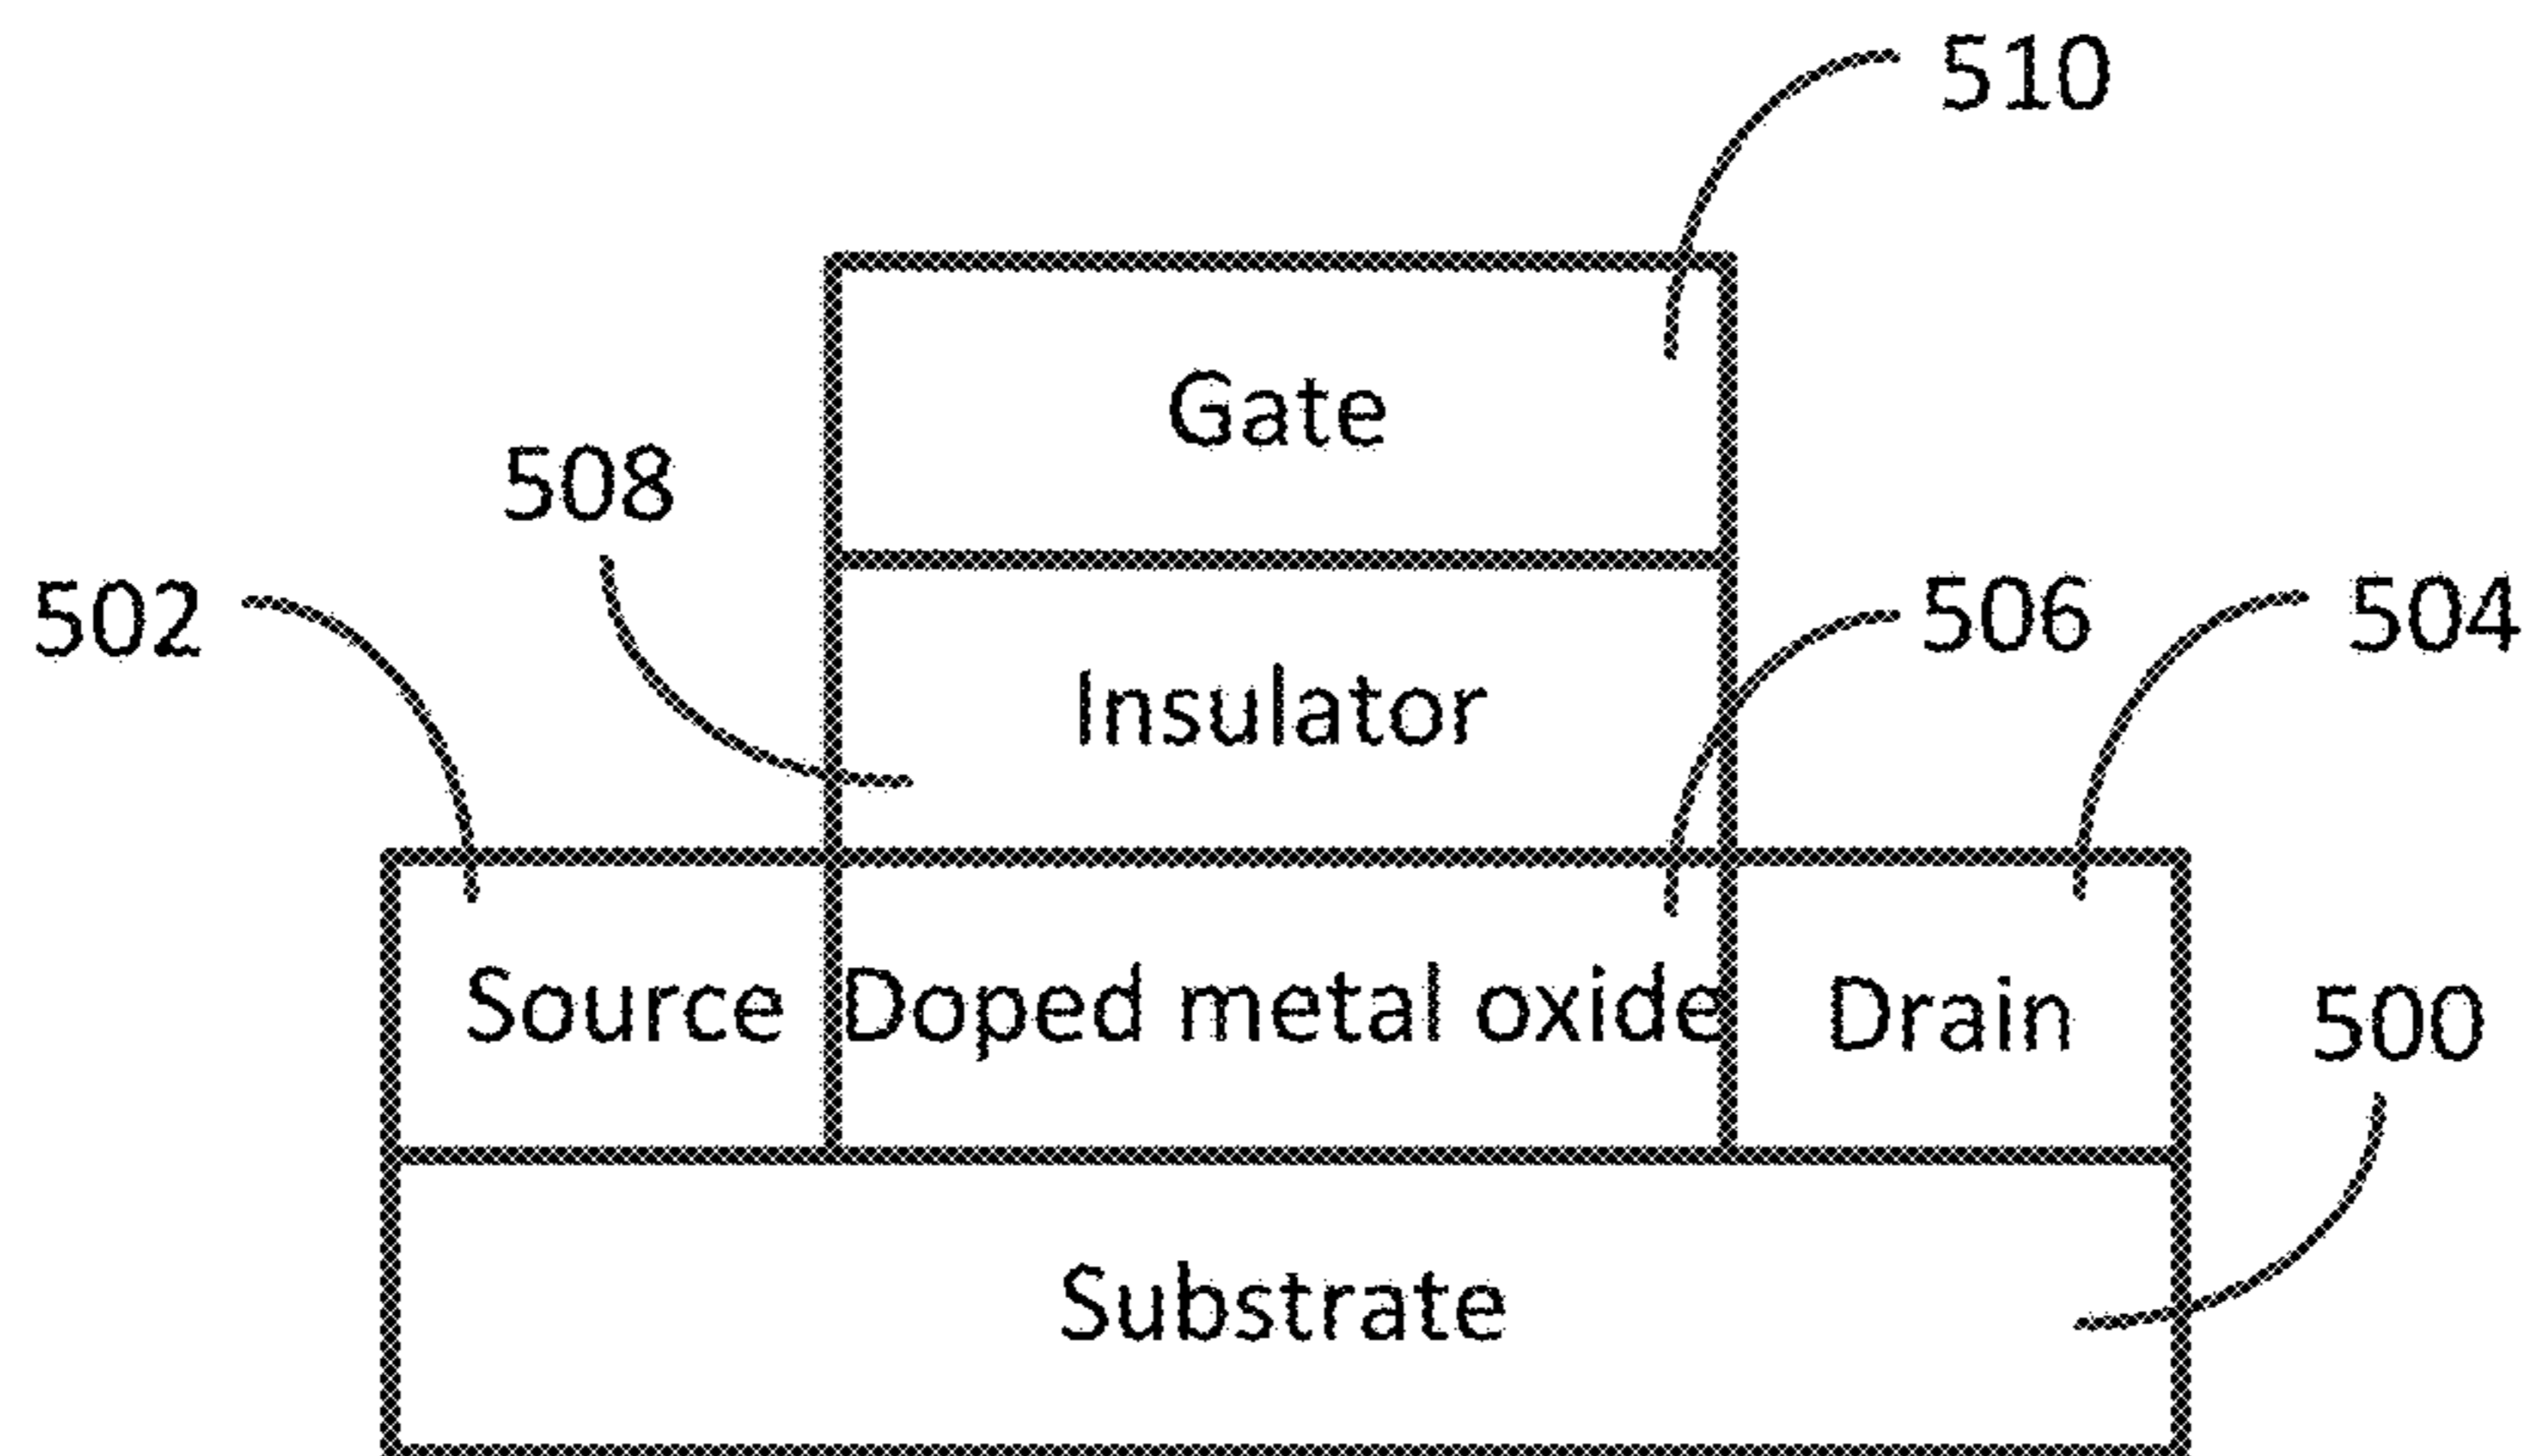 510
Gate
508
502
506
504
Insulator
Source
Doped metal oxide
Drain
500
Substrate